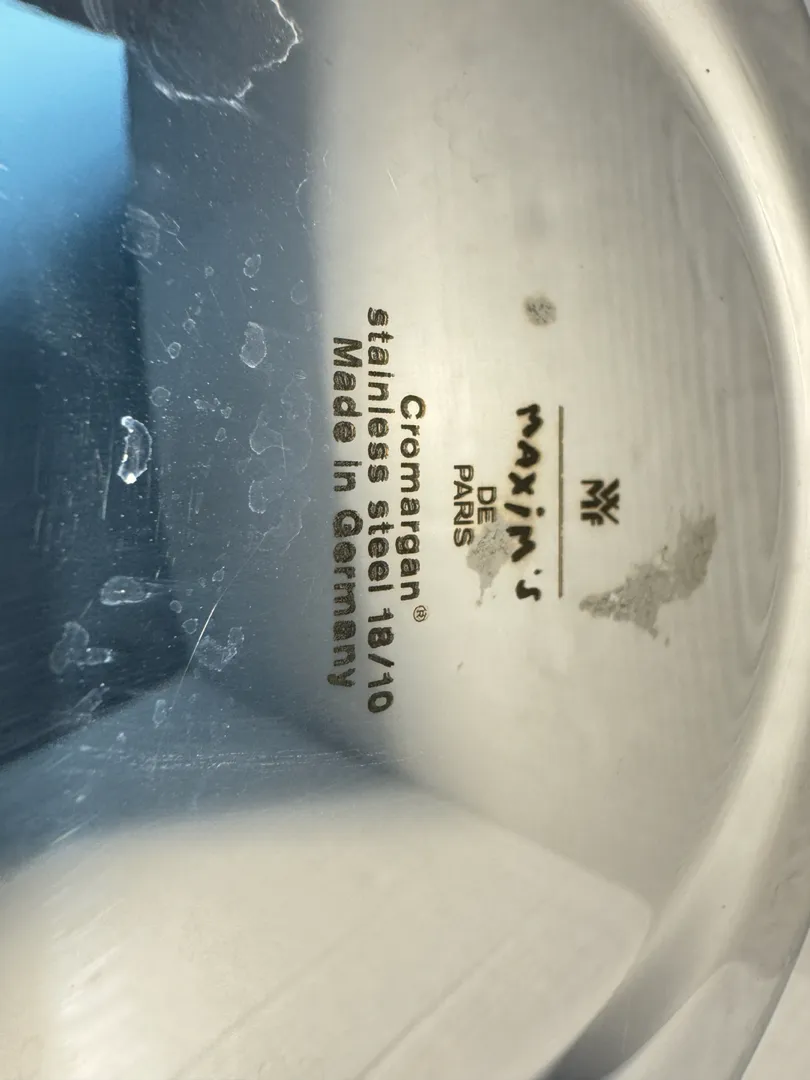 WMF
MAXiM's
DE
PARIS
Cromargan®
stainless steel 18/10
Made in Germany